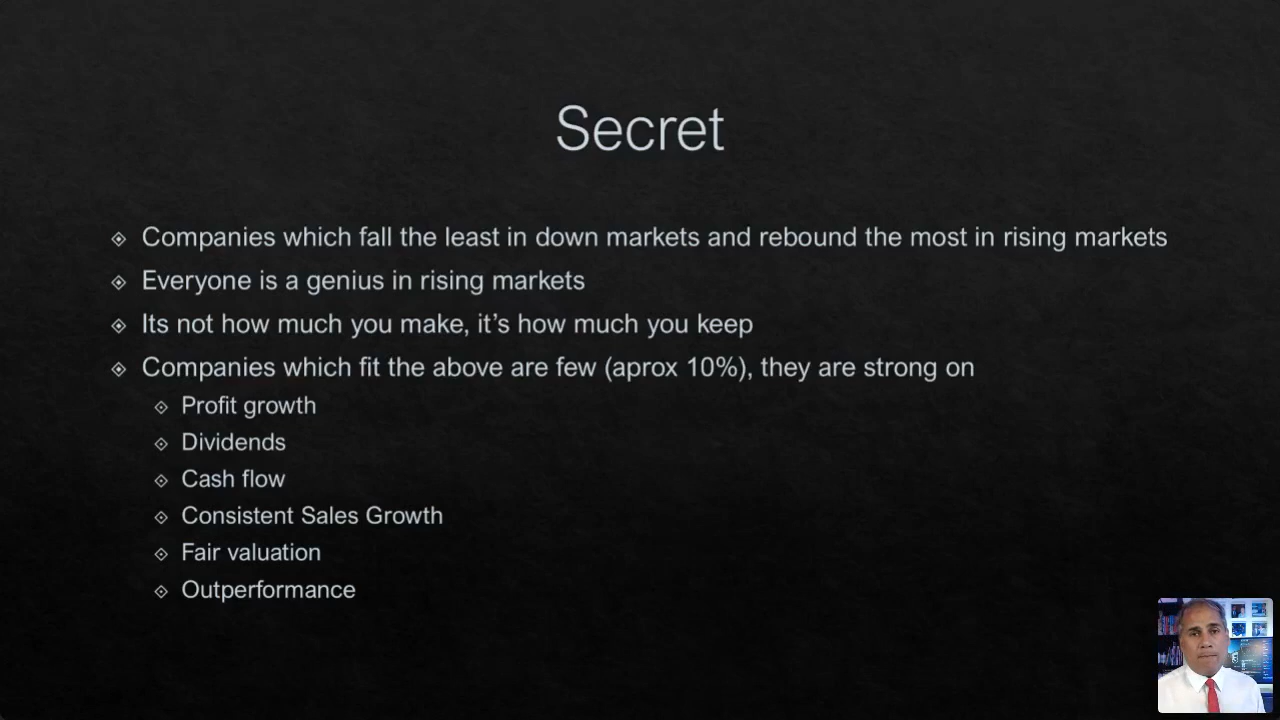 Secret
Companies which fall the least in down markets and rebound the most in rising markets
Everyone is a genius in rising markets
Its not how much you make, it’s how much you keep
Companies which fit the above are few (aprox 10%), they are strong on
Profit growth
Dividends
Cash flow
Consistent Sales Growth
Fair valuation
Outperformance